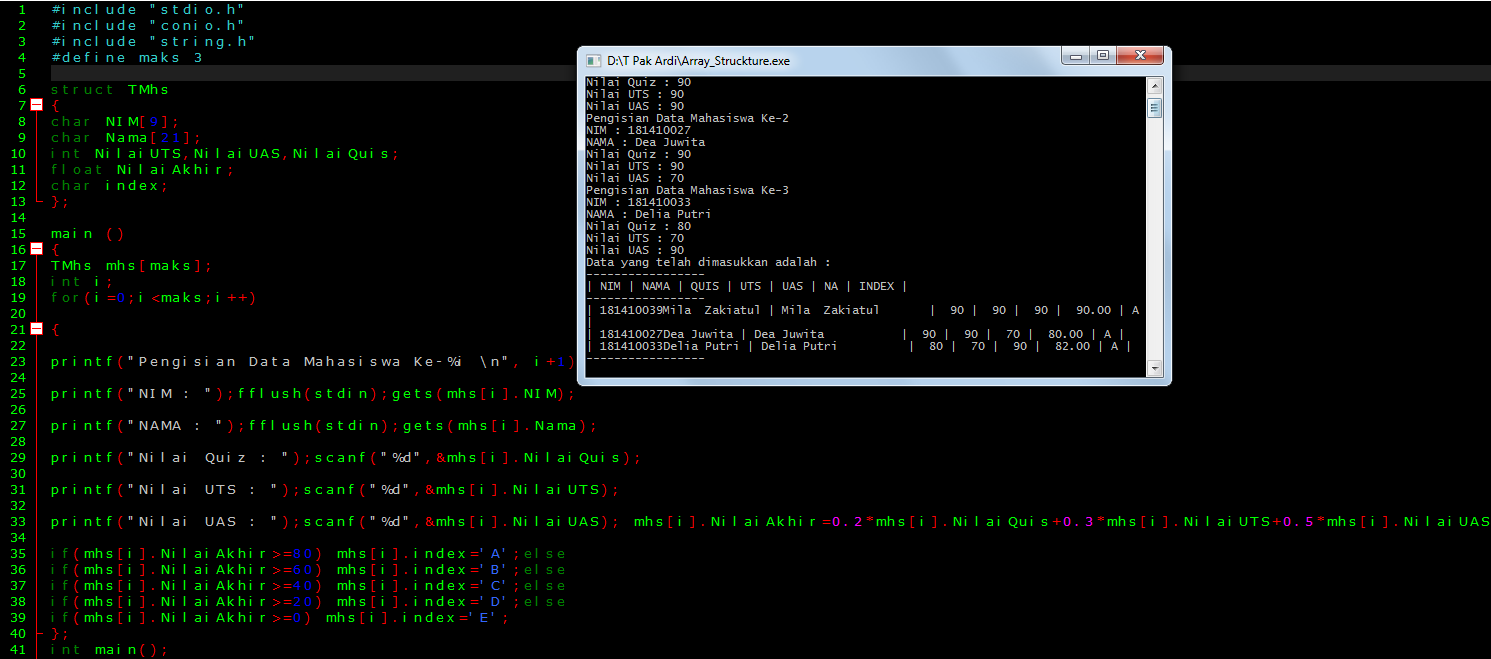 1 #include "stdio.h"
2 #include "conio.h"
3 #include "string.h"
4 #define maks 3
5
6 struct TMhs
7 {
8 char NIM[9];
9 char Nama[21];
10 int NilaiUTS,NilaiUAS,NilaiQuis;
11 float NilaiAkhir;
12 char index;
13 };
14
15 main ()
16 {
17 TMhs mhs[maks];
18 int i;
19 for(i=0;i<maks;i++)
20
21 {
22
23 printf("Pengisian Data Mahasiswa Ke-%i \n", i+1)
24
25 printf("NIM : ");fflush(stdin);gets(mhs[i].NIM);
26
27 printf("NAMA : ");fflush(stdin);gets(mhs[i].Nama);
28
29 printf("Nilai Quiz : ");scanf("%d",&mhs[i].NilaiQuis);
30
31 printf("Nilai UTS : ");scanf("%d",&mhs[i].NilaiUTS);
32
33 printf("Nilai UAS : ");scanf("%d",&mhs[i].NilaiUAS); mhs[i].NilaiAkhir=0.2*mhs[i].NilaiQuis+0.3*mhs[i].NilaiUTS+0.5*mhs[i].NilaiUAS
34
35 if(mhs[i].NilaiAkhir>=80) mhs[i].index='A';else
36 if(mhs[i].NilaiAkhir>=60) mhs[i].index='B';else
37 if(mhs[i].NilaiAkhir>=40) mhs[i].index='C';else
38 if(mhs[i].NilaiAkhir>=20) mhs[i].index='D';else
39 if(mhs[i].NilaiAkhir>=0) mhs[i].index='E';
40 };
41 int main();
D:\T Pak Ardi\Array_Struckture.exe
Nilai Quiz : 90
Nilai UTS : 90
Nilai UAS : 90
Pengisian Data Mahasiswa Ke-2
NIM : 181410027
NAMA : Dea Juwita
Nilai Quiz : 90
Nilai UTS : 90
Nilai UAS : 70
Pengisian Data Mahasiswa Ke-3
NIM : 181410033
NAMA : Delia Putri
Nilai Quiz : 80
Nilai UTS : 70
Nilai UAS : 90
Data yang telah dimasukkan adalah :
-----------------
| NIM | NAMA | QUIS | UTS | UAS | NA | INDEX |
-----------------
| 181410039Mila  Zakiatul | Mila  Zakiatul       |  90 |  90 |  90 |  90.00 | A
|
| 181410027Dea Juwita | Dea Juwita           |  90 |  90 |  70 |  80.00 | A |
| 181410033Delia Putri | Delia Putri          |  80 |  70 |  90 |  82.00 | A |
-----------------